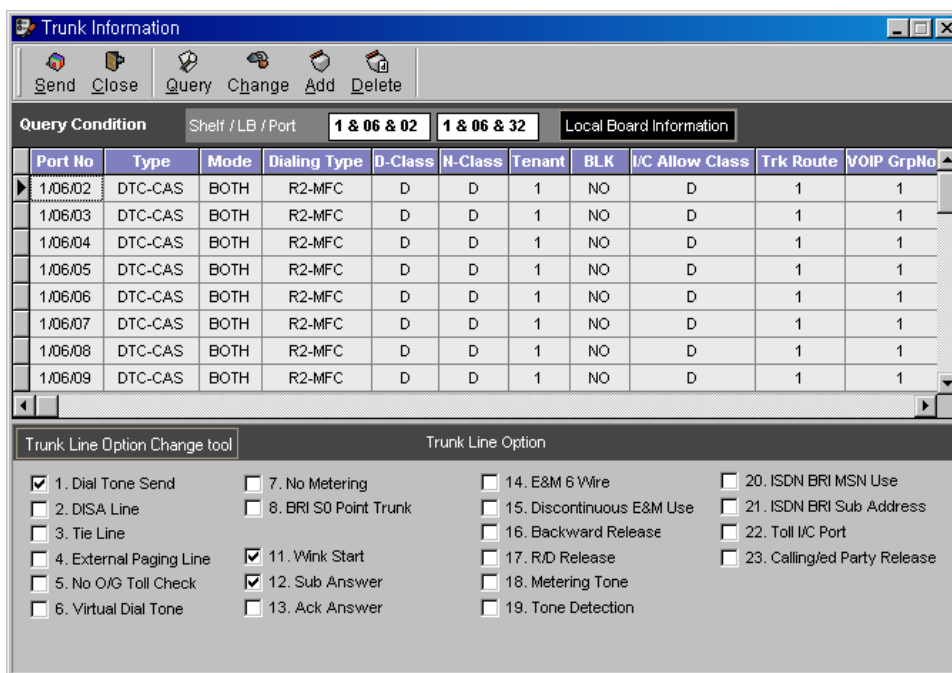 Trunk Information
Send Close Query Change Add Delete
Query Condition Shelf / LB / Port 1 & 06 & 02 1 & 06 & 32 Local Board Information
Port No Type Mode Dialing Type D-Class N-Class Tenant BLK I/C Allow Class Trk Route VOIP GrpNo
1/06/02 DTC-CAS BOTH R2-MFC D D 1 NO D 1 1
1/06/03 DTC-CAS BOTH R2-MFC D D 1 NO D 1 1
1/06/04 DTC-CAS BOTH R2-MFC D D 1 NO D 1 1
1/06/05 DTC-CAS BOTH R2-MFC D D 1 NO D 1 1
1/06/06 DTC-CAS BOTH R2-MFC D D 1 NO D 1 1
1/06/07 DTC-CAS BOTH R2-MFC D D 1 NO D 1 1
1/06/08 DTC-CAS BOTH R2-MFC D D 1 NO D 1 1
1/06/09 DTC-CAS BOTH R2-MFC D D 1 NO D 1 1
Trunk Line Option Change tool Trunk Line Option
1. Dial Tone Send
2. DISA Line
3. Tie Line
4. External Paging Line
5. No O/G Toll Check
6. Virtual Dial Tone
7. No Metering
8. BRI S0 Point Trunk
11. Wink Start
12. Sub Answer
13. Ack Answer
14. E&M 6 Wire
15. Discontinuous E&M Use
16. Backward Release
17. R/D Release
18. Metering Tone
19. Tone Detection
20. ISDN BRI MSN Use
21. ISDN BRI Sub Address
22. Toll I/C Port
23. Calling/ed Party Release